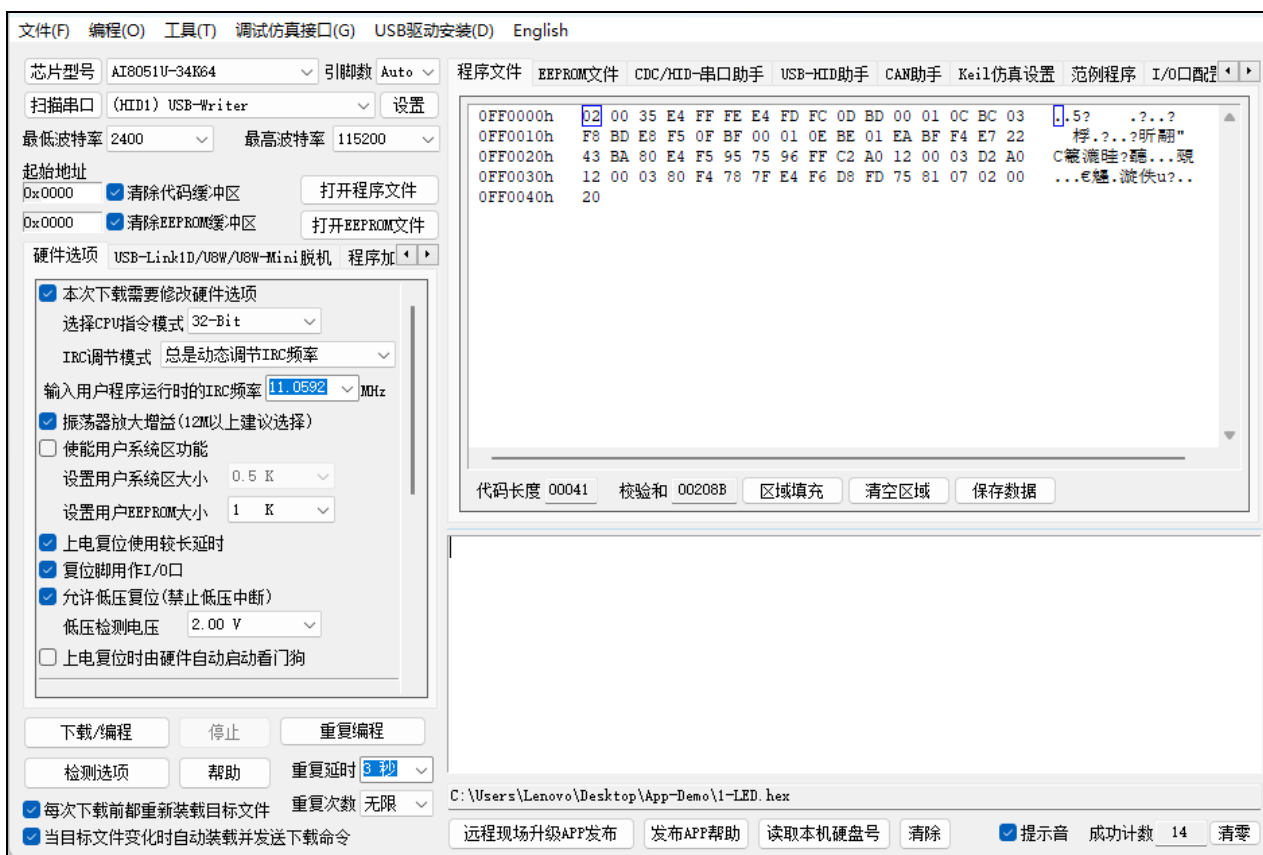 文件(F) 编程(O) 工具(T) 调试仿真接口(G) USB驱动安装(D) English
芯片型号 AI8051U-34K64 引脚数 Auto
扫描串口 (HID1) USB-Writer 设置
最低波特率 2400 最高波特率 115200
起始地址
0x0000 清除代码缓冲区 打开程序文件
0x0000 清除EEPROM缓冲区 打开EEPROM文件
硬件选项 USB-Link1D/U8W/U8W-Mini脱机 程序加
本次下载需要修改硬件选项
选择CPU指令模式 32-Bit
IRC调节模式 总是动态调节IRC频率
输入用户程序运行时的IRC频率 11.0592 MHz
振荡器放大增益(12M以上建议选择)
使能用户系统区功能
设置用户系统区大小 0.5 K
设置用户EEPROM大小 1 K
上电复位使用较长延时
复位脚用作I/O口
允许低压复位(禁止低压中断)
低压检测电压 2.00 V
上电复位时由硬件自动启动看门狗
下载/编程 停止 重复编程
检测选项 帮助 重复延时 3 秒
每次下载前都重新装载目标文件 重复次数 无限
当目标文件变化时自动装载并发送下载命令
程序文件 EEPROM文件 CDC/HID-串口助手 USB-HID助手 CAN助手 Keil仿真设置 范例程序 I/O口配
0FF0000h 02 00 35 E4 FF FE E4 FD FC 0D BD 00 01 0C BC 03 ..5? .?..?
0FF0010h F8 BD E8 F5 0F BF 00 01 0E BE 01 EA BF F4 E7 22
0FF0020h 43 BA 80 E4 F5 95 75 96 FF C2 A0 12 00 03 D2 A0
0FF0030h 12 00 03 80 F4 78 7F E4 F6 D8 FD 75 81 07 02 00
0FF0040h 20
代码长度 00041 校验和 00208B 区域填充 清空区域 保存数据
C:\Users\Lenovo\Desktop\App-Demo\1-LED.hex
远程现场升级APP发布 发布APP帮助 读取本机硬盘号 清除 提示音 成功计数 14 清零